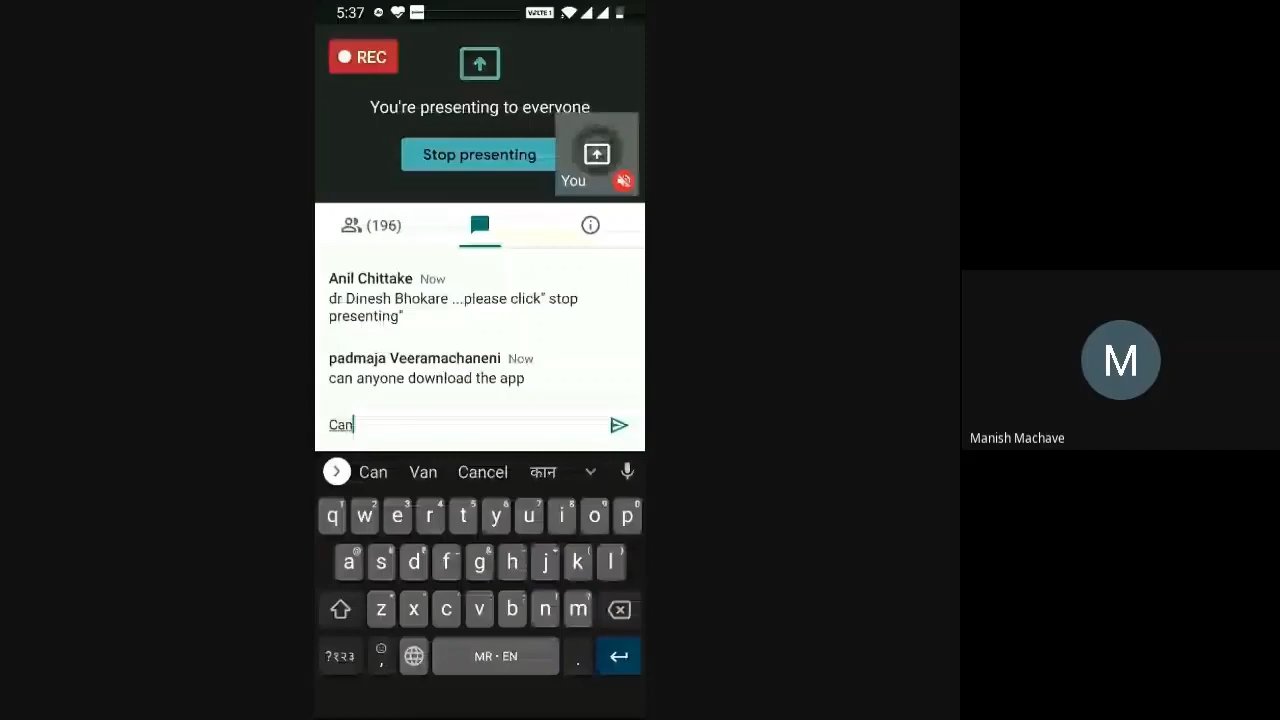 5:37
VoLTE 1
REC
You're presenting to everyone
Stop presenting
You
(196)
Anil Chittake Now
dr Dinesh Bhokare ...please click" stop
presenting"
padmaja Veeramachaneni Now
can anyone download the app
Can
Can Van Cancel कान
q w e r t y u i o p
a s d f g h j k l
z x c v b n m
?१२३ , MR • EN .
M
Manish Machave